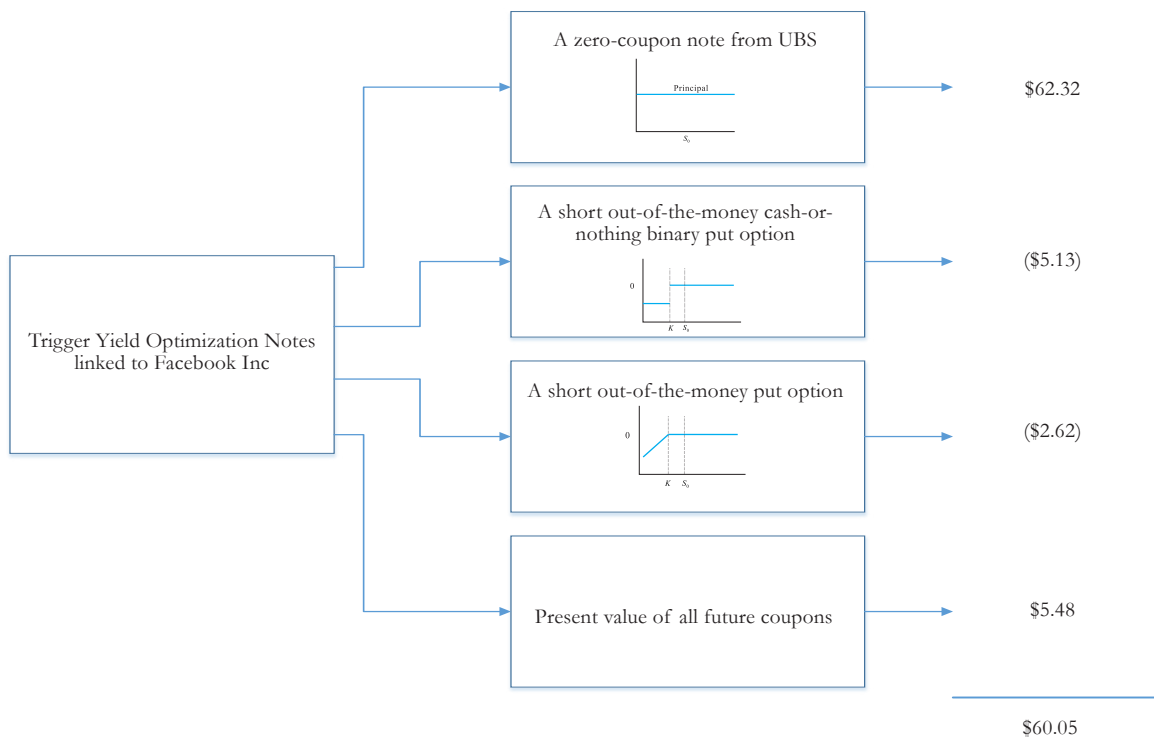 A zero-coupon note from UBS
Principal
S₀
$62.32
A short out-of-the-money cash-or-
nothing binary put option
0
K S₀
($5.13)
Trigger Yield Optimization Notes
linked to Facebook Inc
A short out-of-the-money put option
0
K S₀
($2.62)
Present value of all future coupons
$5.48
$60.05